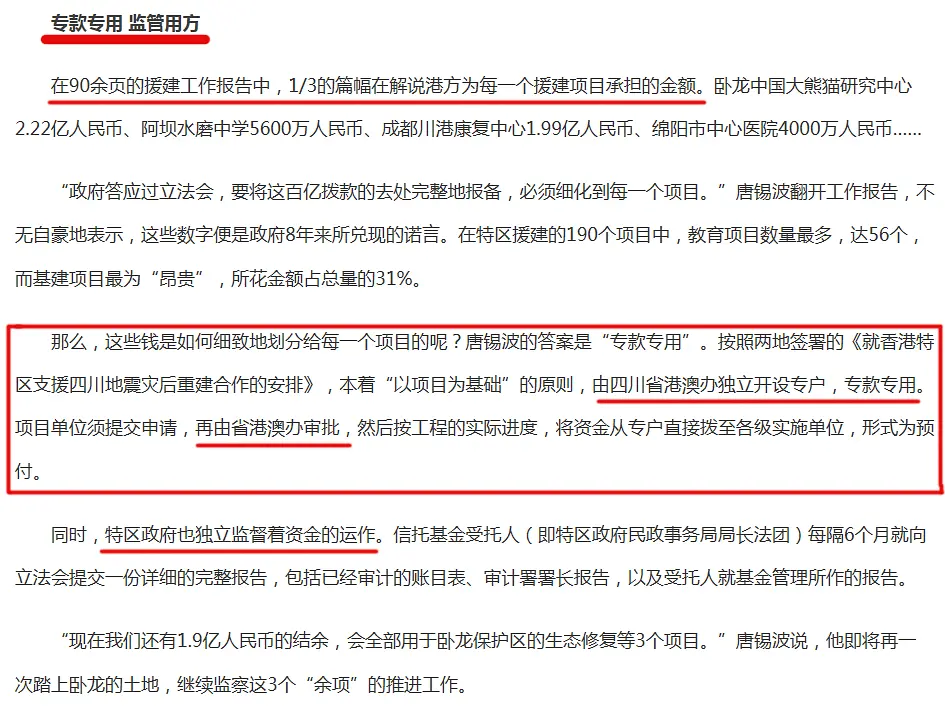 专款专用 监管用方
在90余页的援建工作报告中，1/3的篇幅在解说港方为每一个援建项目承担的金额。卧龙中国大熊猫研究中心
2.22亿人民币、阿坝水磨中学5600万人民币、成都川港康复中心1.99亿人民币、绵阳市中心医院4000万人民币……
“政府答应过立法会，要将这百亿拨款的去处完整地报备，必须细化到每一个项目。”唐锡波翻开工作报告，不
无自豪地表示，这些数字便是政府8年来所兑现的诺言。在特区援建的190个项目中，教育项目数量最多，达56个，
而基建项目最为“昂贵”，所花金额占总量的31%。
那么，这些钱是如何细致地划分给每一个项目的呢？唐锡波的答案是“专款专用”。按照两地签署的《就香港特
区支援四川地震灾后重建合作的安排》，本着“以项目为基础”的原则，由四川省港澳办独立开设专户，专款专用。
项目单位须提交申请，再由省港澳办审批，然后按工程的实际进度，将资金从专户直接拨至各级实施单位，形式为预
付。
同时，特区政府也独立监督着资金的运作。信托基金受托人（即特区政府民政事务局局长法团）每隔6个月就向
立法会提交一份详细的完整报告，包括已经审计的账目表、审计署署长报告，以及受托人就基金管理所作的报告。
“现在我们还有1.9亿人民币的结余，会全部用于卧龙保护区的生态修复等3个项目。”唐锡波说，他即将再一
次踏上卧龙的土地，继续监察这3个“余项”的推进工作。